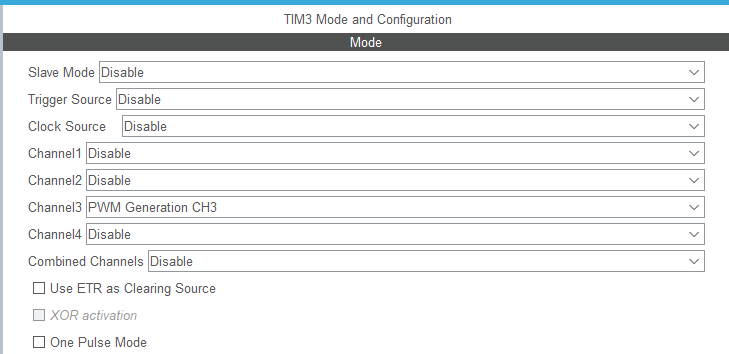 TIM3 Mode and Configuration
Mode
Slave Mode Disable
Trigger Source Disable
Clock Source Disable
Channel1 Disable
Channel2 Disable
Channel3 PWM Generation CH3
Channel4 Disable
Combined Channels Disable
Use ETR as Clearing Source
XOR activation
One Pulse Mode